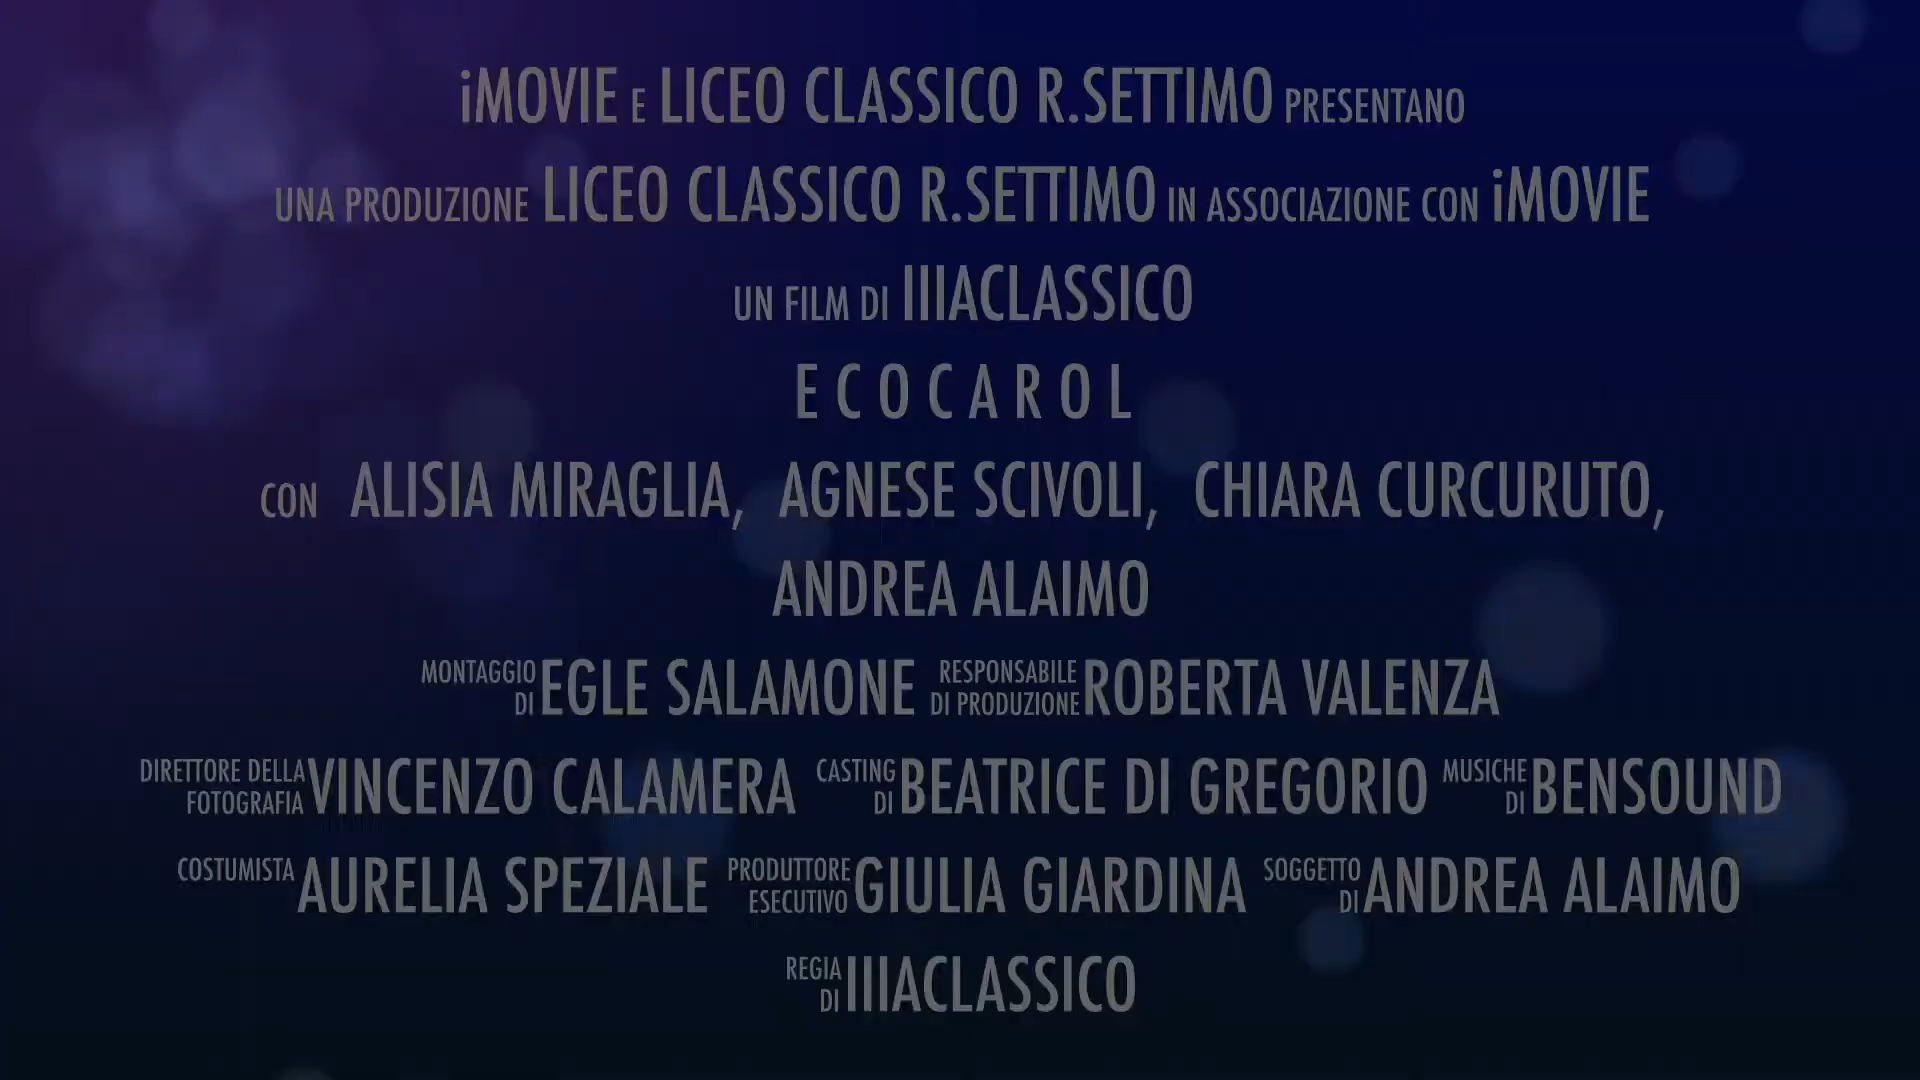 iMOVIE E LICEO CLASSICO R.SETTIMO PRESENTANO
UNA PRODUZIONE LICEO CLASSICO R.SETTIMO IN ASSOCIAZIONE CON iMOVIE
UN FILM DI IIIACLASSICO
E C O C A R O L
CON ALISIA MIRAGLIA, AGNESE SCIVOLI, CHIARA CURCURUTO,
ANDREA ALAIMO
MONTAGGIO DI EGLE SALAMONE RESPONSABILE DI PRODUZIONE ROBERTA VALENZA
DIRETTORE DELLA FOTOGRAFIA VINCENZO CALAMERA CASTING DI BEATRICE DI GREGORIO MUSICHE DI BENSOUND
COSTUMISTA AURELIA SPEZIALE PRODUTTORE ESECUTIVO GIULIA GIARDINA SOGGETTO DI ANDREA ALAIMO
REGIA DI IIIACLASSICO